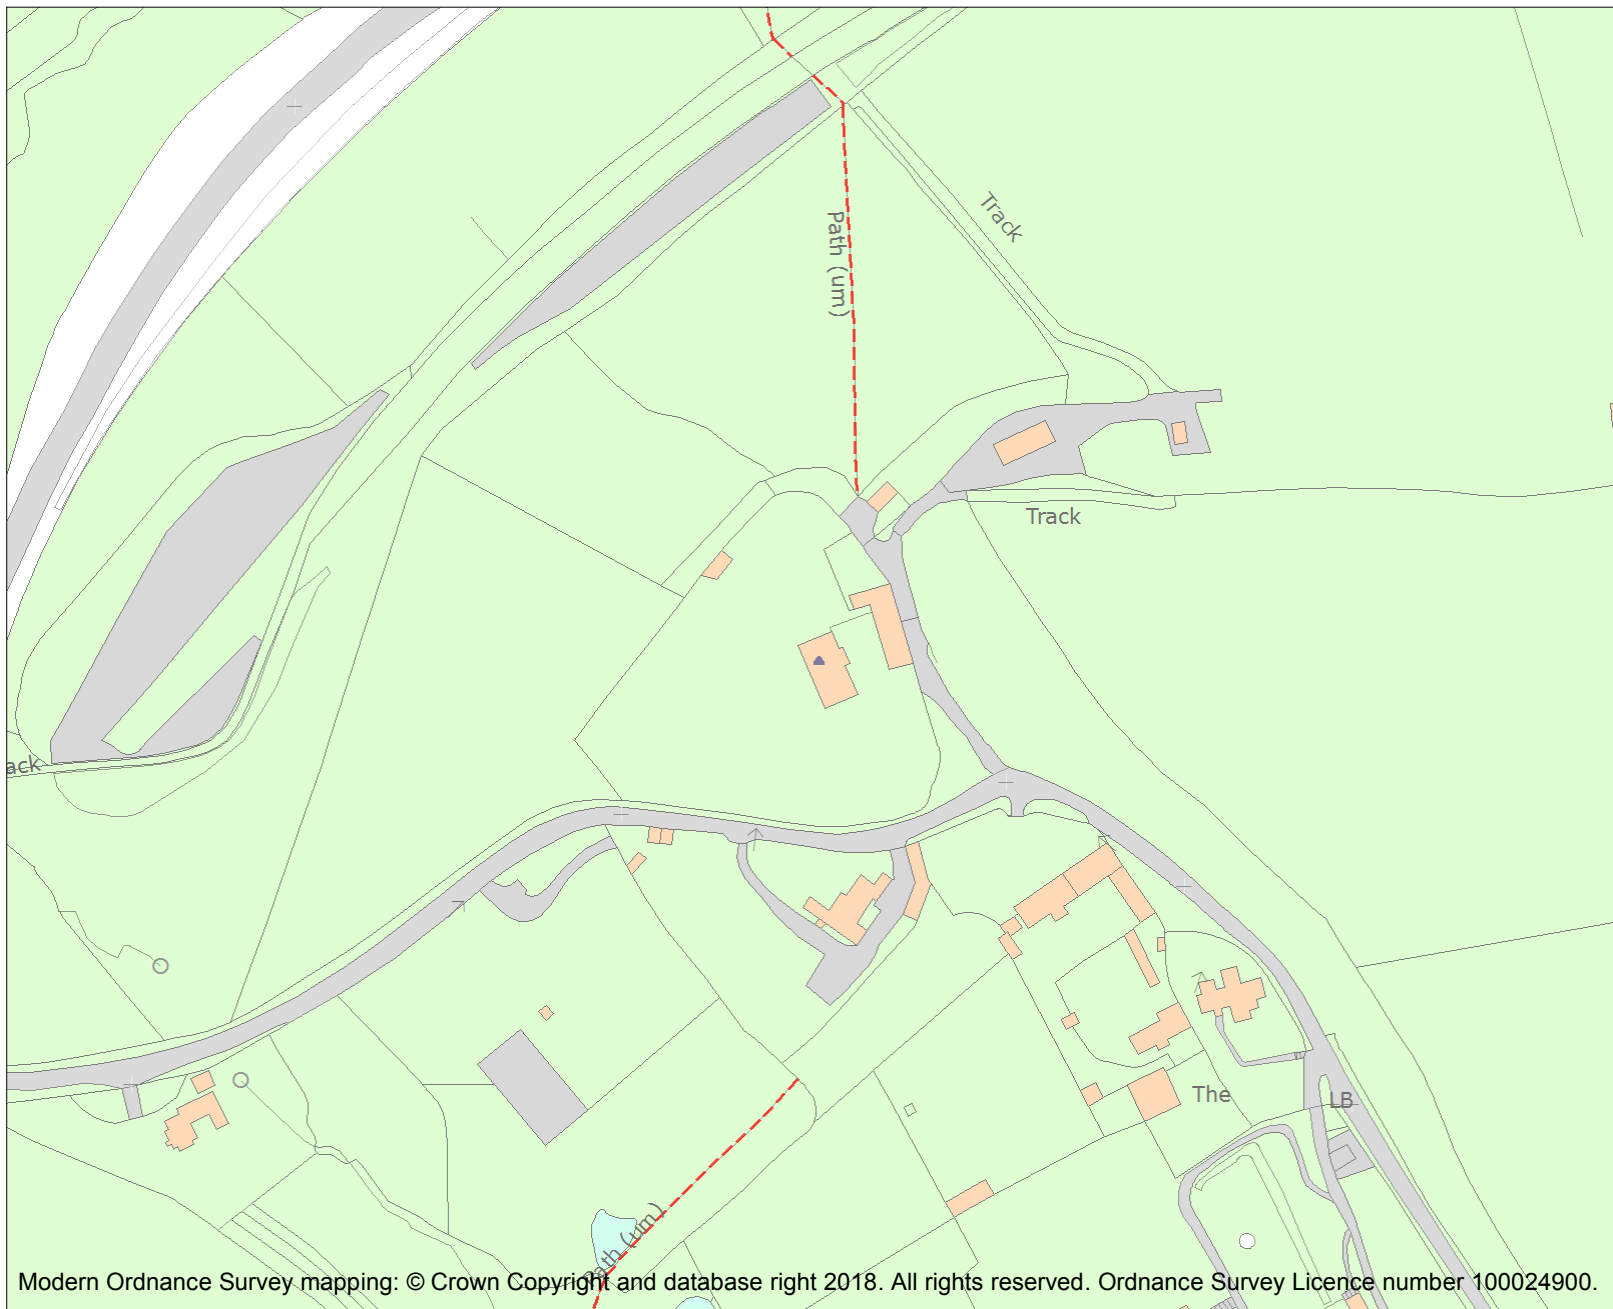 Track
Path (um)
Track
ack
The
LB
Path (um)
Modern Ordnance Survey mapping: © Crown Copyright and database right 2018. All rights reserved. Ordnance Survey Licence number 100024900.